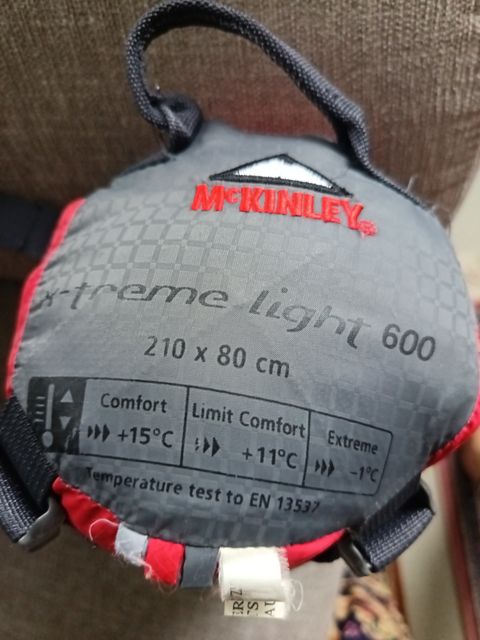 McKINLEY
x-treme light 600
210 x 80 cm
Comfort
+15°C
Limit Comfort
+11°C
Extreme
-1°C
Temperature test to EN 13537